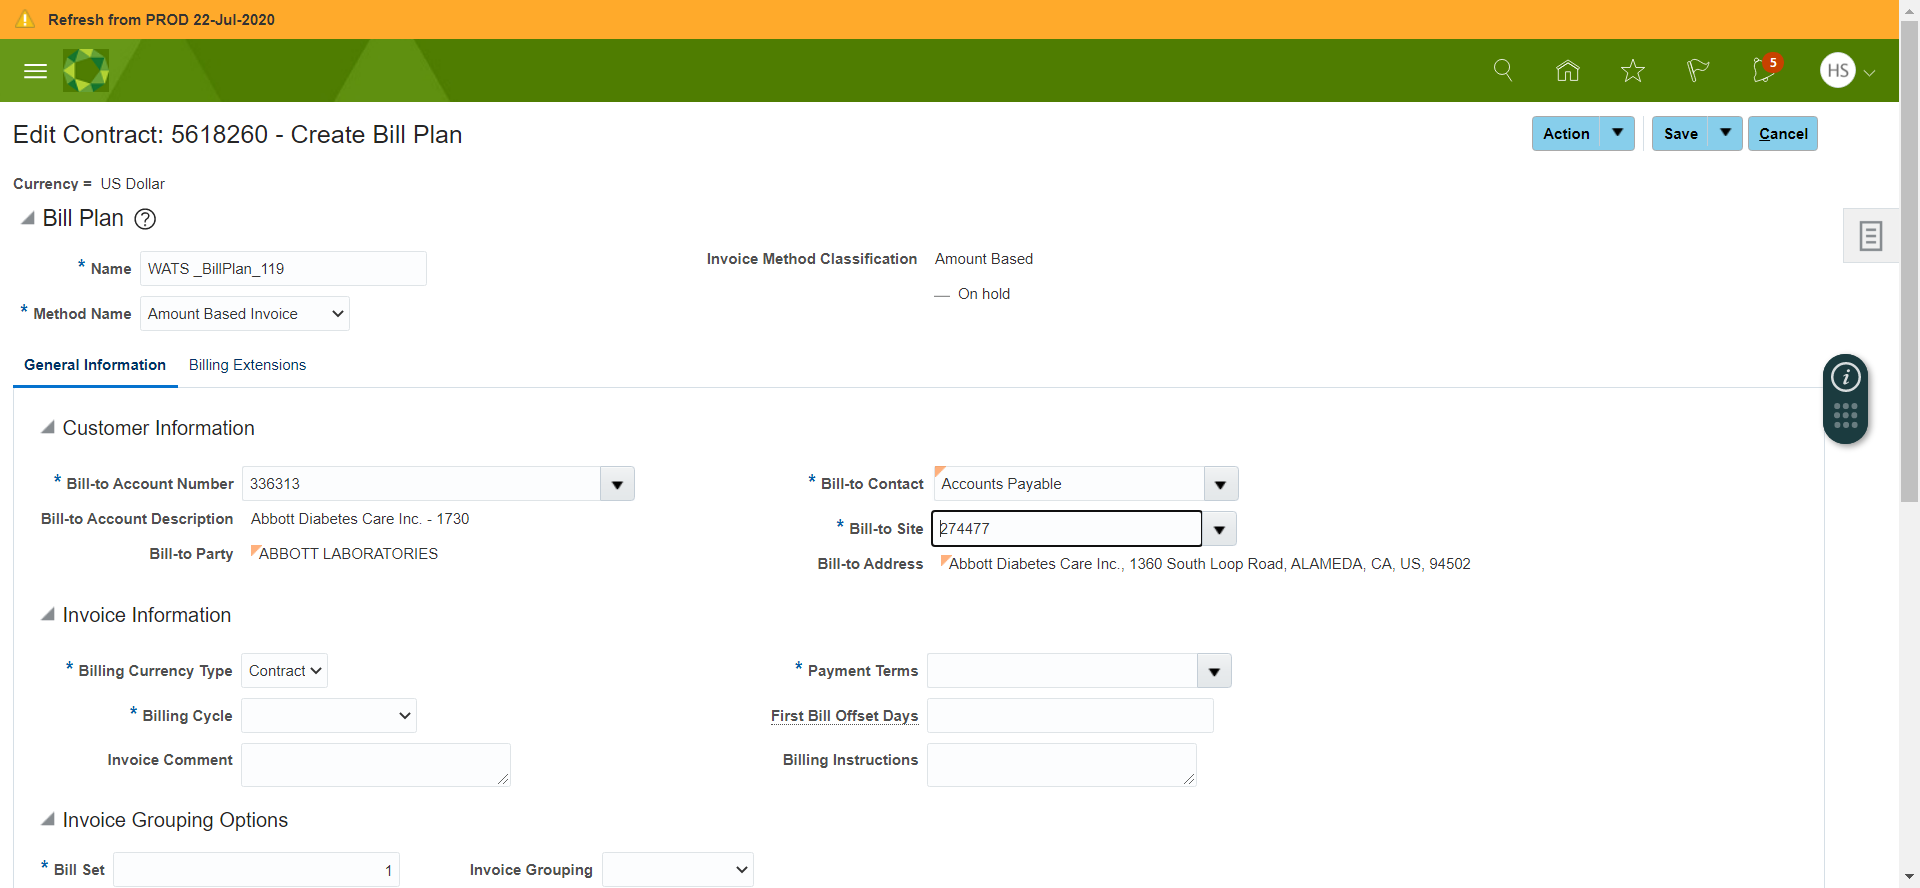 Refresh from PROD 22-Jul-2020
5
HS
Edit Contract: 5618260 - Create Bill Plan
Action
Save
Cancel
Currency = US Dollar
Bill Plan ?
* Name WATS _BillPlan_119
Invoice Method Classification Amount Based
— On hold
* Method Name Amount Based Invoice
General Information
Billing Extensions
i
Customer Information
* Bill-to Account Number 336313
* Bill-to Contact Accounts Payable
Bill-to Account Description Abbott Diabetes Care Inc. - 1730
* Bill-to Site 274477
Bill-to Party ABBOTT LABORATORIES
Bill-to Address Abbott Diabetes Care Inc., 1360 South Loop Road, ALAMEDA, CA, US, 94502
Invoice Information
* Billing Currency Type Contract
* Payment Terms
* Billing Cycle
First Bill Offset Days
Invoice Comment
Billing Instructions
Invoice Grouping Options
* Bill Set 1
Invoice Grouping